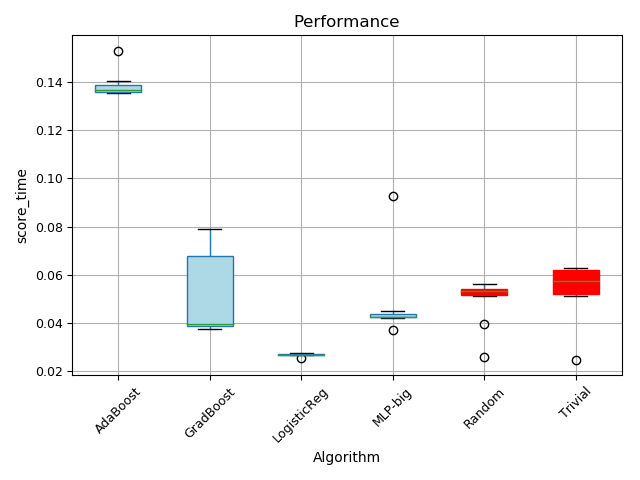 Performance
score_time
0.14
0.12
0.10
0.08
0.06
0.04
0.02
AdaBoost
GradBoost
LogisticReg
MLP-big
Random
Trivial
Algorithm